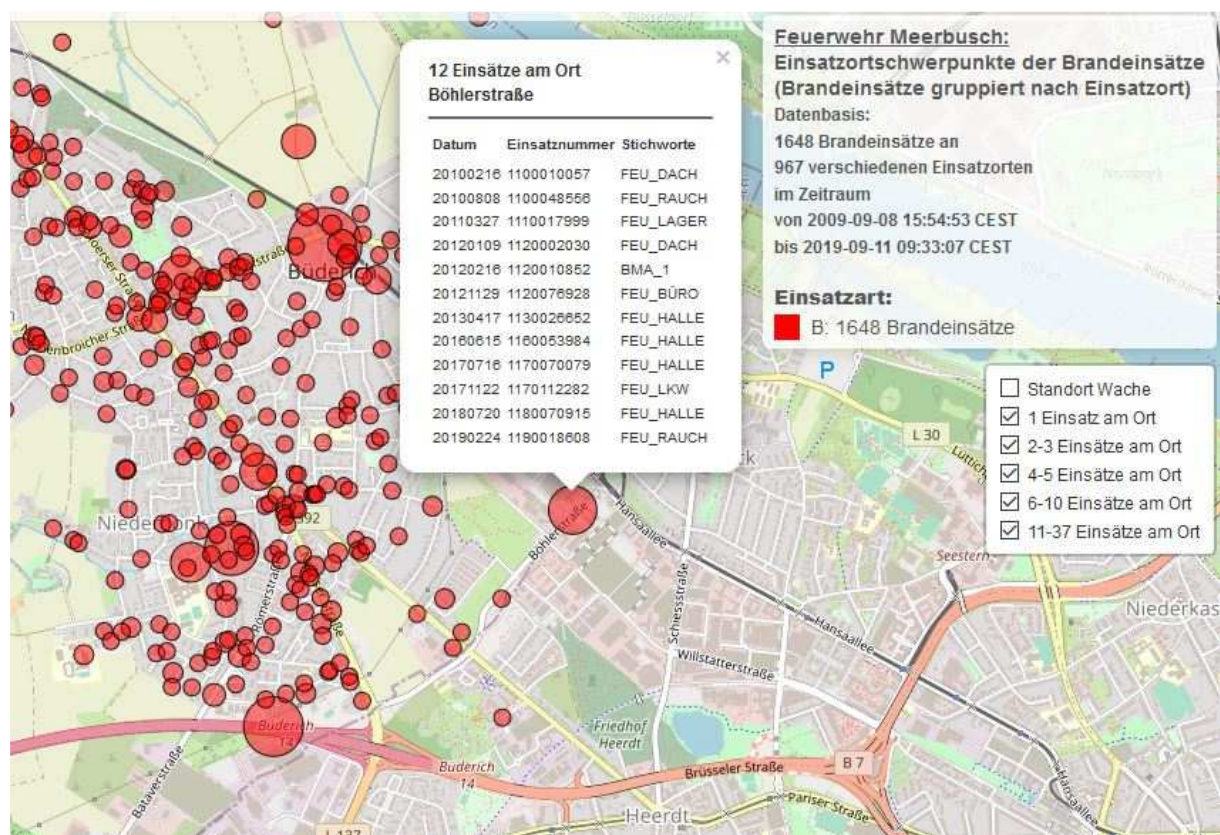 Feuerwehr Meerbusch:
Einsatzortschwerpunkte der Brandeinsätze
(Brandeinsätze gruppiert nach Einsatzort)
Datenbasis:
1648 Brandeinsätze an
967 verschiedenen Einsatzorten
im Zeitraum
von 2009-09-08 15:54:53 CEST
bis 2019-09-11 09:33:07 CEST
Einsatzart:
B: 1648 Brandeinsätze
×
12 Einsätze am Ort
Böhlerstraße
Datum Einsatznummer Stichworte
20100216 1100010057 FEU_DACH
20100808 1100048556 FEU_RAUCH
20110327 1110017999 FEU_LAGER
20120109 1120002030 FEU_DACH
20120216 1120010852 BMA_1
20121129 1120076928 FEU_BÜRO
20130417 1130026652 FEU_HALLE
20160615 1160053984 FEU_HALLE
20170716 1170070079 FEU_HALLE
20171122 1170112282 FEU_LKW
20180720 1180070915 FEU_HALLE
20190224 1190018608 FEU_RAUCH
Standort Wache
1 Einsatz am Ort
2-3 Einsätze am Ort
4-5 Einsätze am Ort
6-10 Einsätze am Ort
11-37 Einsätze am Ort
Büderich
P
L 30
Böhlerstraße
Hansaallee
Seestern
Schiessstraße
Hansaallee
Niederkas
Römerstraße
Willstätterstraße
Büderich
14
Friedhof
Heerdt
Büderich
14
Bataverstraße
Brüsseler Straße
B 7
Hansaallee
Pariser Straße
Heerdt
L 137